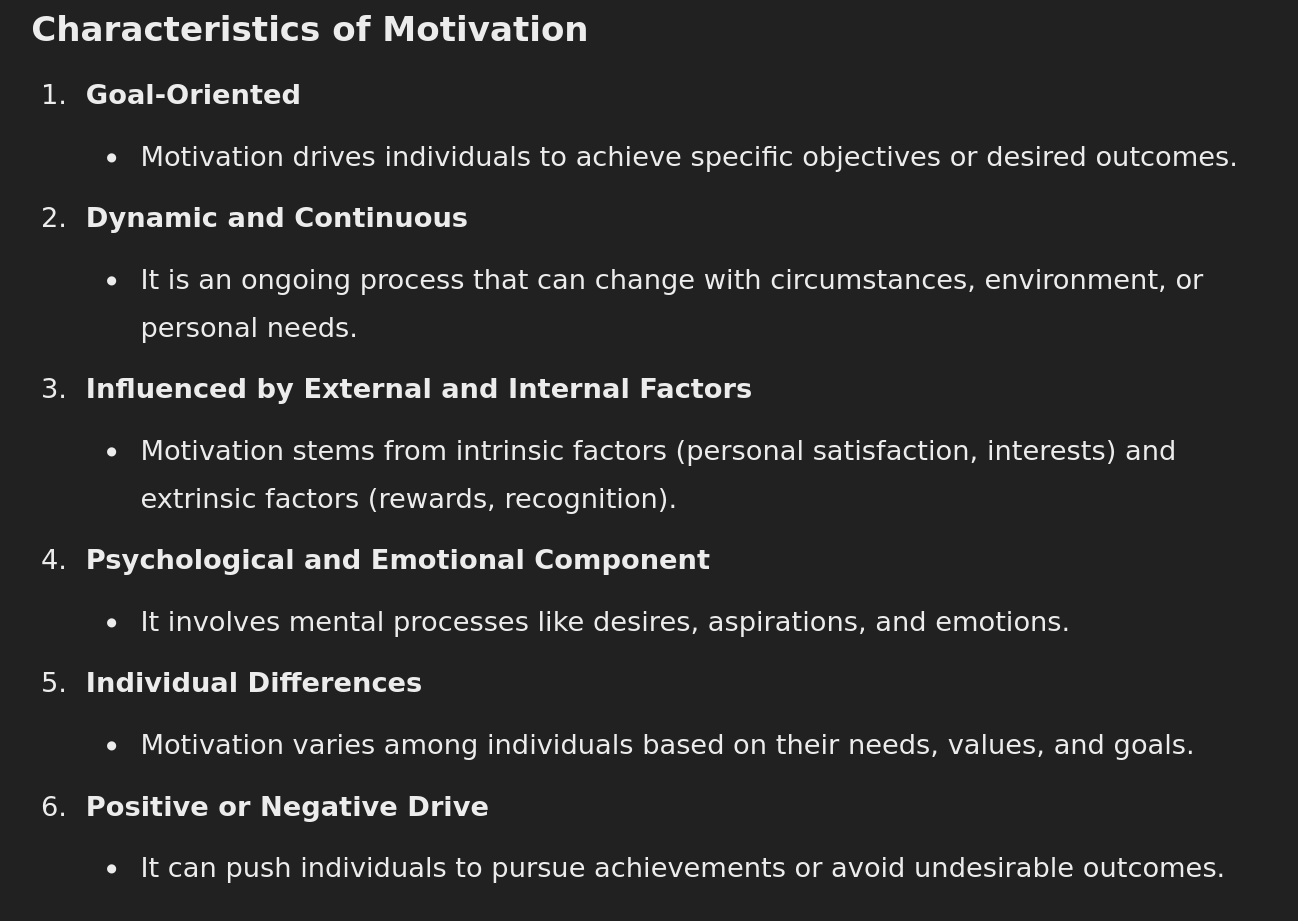 Characteristics of Motivation
1. Goal-Oriented
• Motivation drives individuals to achieve specific objectives or desired outcomes.
2. Dynamic and Continuous
• It is an ongoing process that can change with circumstances, environment, or
personal needs.
3. Influenced by External and Internal Factors
• Motivation stems from intrinsic factors (personal satisfaction, interests) and
extrinsic factors (rewards, recognition).
4. Psychological and Emotional Component
• It involves mental processes like desires, aspirations, and emotions.
5. Individual Differences
• Motivation varies among individuals based on their needs, values, and goals.
6. Positive or Negative Drive
• It can push individuals to pursue achievements or avoid undesirable outcomes.